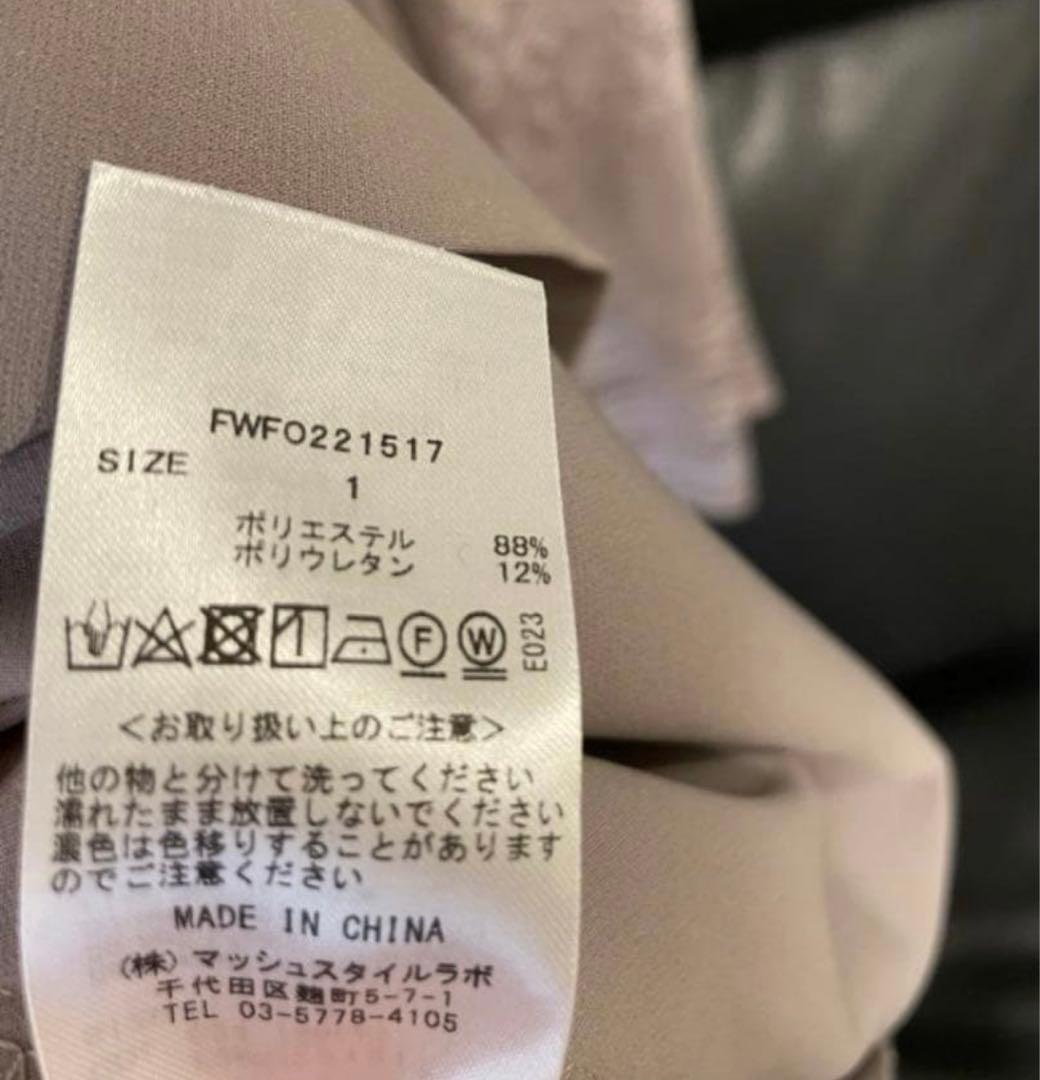 FWFO221517
SIZE
1
ポリエステル 88%
ポリウレタン 12%
F W E023
<お取り扱い上のご注意>
他の物と分けて洗ってください
濡れたまま放置しないでください
濃色は色移りすることがあります
のでご注意ください
MADE IN CHINA
(株) マッシュスタイルラボ
千代田区麹町5-7-1
TEL 03-5778-4105